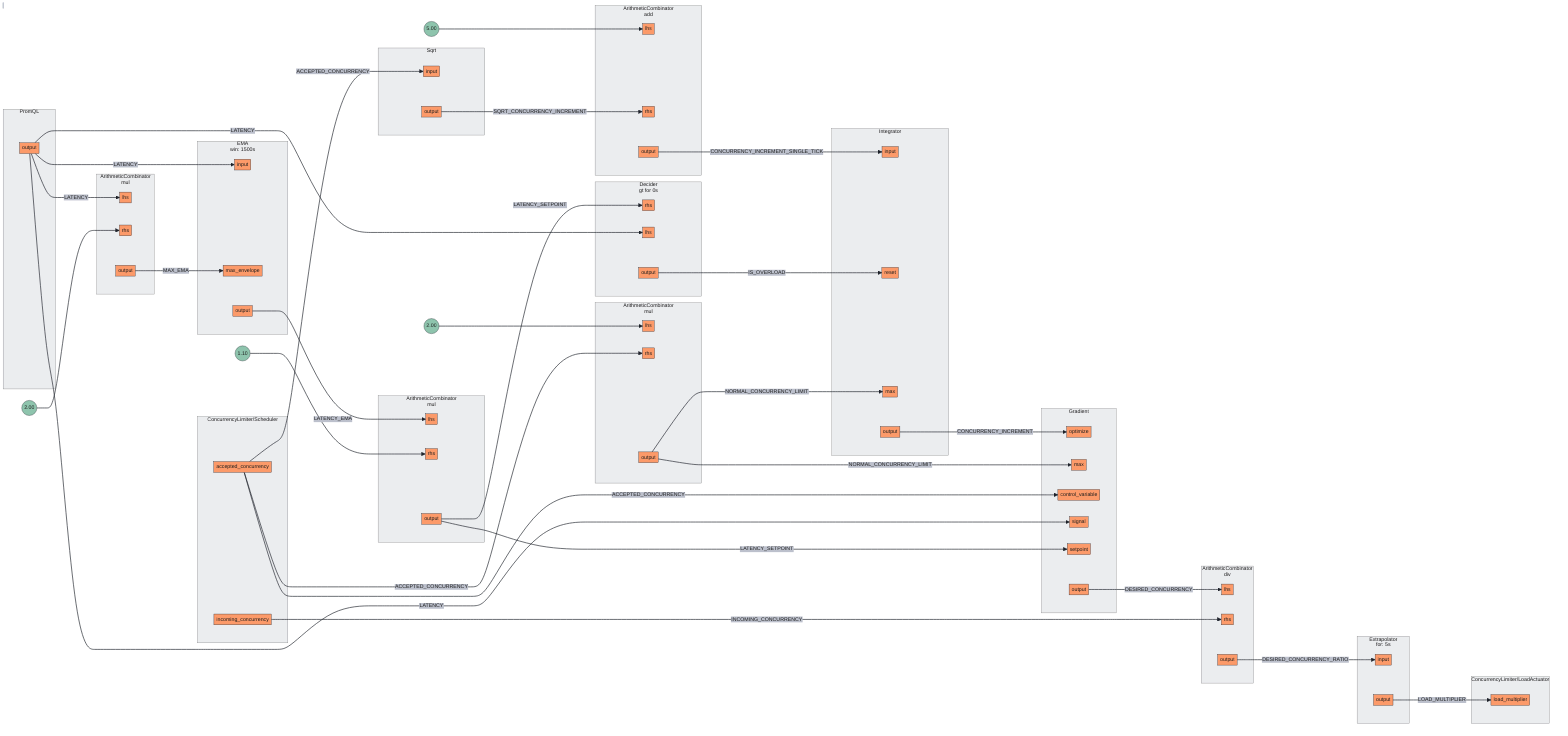 PromQL
output
LATENCY
LATENCY
LATENCY
2.00
ArithmeticCombinator
mul
lhs
rhs
output
MAX_EMA
EMA
win: 1500s
input
max_envelope
output
1.10
ConcurrencyLimiter/Scheduler
accepted_concurrency
incoming_concurrency
ACCEPTED_CONCURRENCY
LATENCY_EMA
Sqrt
input
output
SQRT_CONCURRENCY_INCREMENT
5.00
2.00
ArithmeticCombinator
mul
lhs
rhs
output
ACCEPTED_CONCURRENCY
LATENCY
LATENCY_SETPOINT
ArithmeticCombinator
add
lhs
rhs
output
CONCURRENCY_INCREMENT_SINGLE_TICK
Decider
gt for 0s
rhs
lhs
output
IS_OVERLOAD
ArithmeticCombinator
mul
lhs
rhs
output
NORMAL_CONCURRENCY_LIMIT
NORMAL_CONCURRENCY_LIMIT
ACCEPTED_CONCURRENCY
LATENCY_SETPOINT
INCOMING_CONCURRENCY
Integrator
input
reset
max
output
CONCURRENCY_INCREMENT
Gradient
optimize
max
control_variable
signal
setpoint
output
DESIRED_CONCURRENCY
ArithmeticCombinator
div
lhs
rhs
output
DESIRED_CONCURRENCY_RATIO
Extrapolator
for: 5s
input
output
LOAD_MULTIPLIER
ConcurrencyLimiter/LoadActuator
load_multiplier